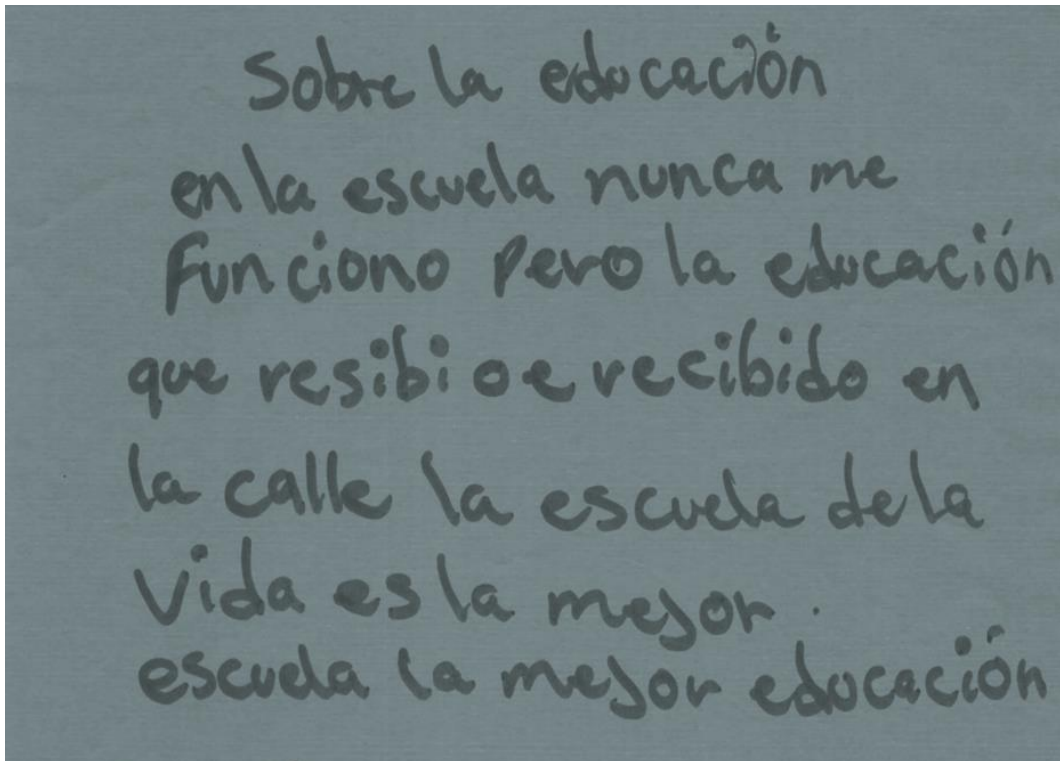 Sobre la educación
en la escuela nunca me
funciono pero la educación
que resibi o e recibido en
la calle la escuela de la
vida es la mejor.
escuela la mejor educación